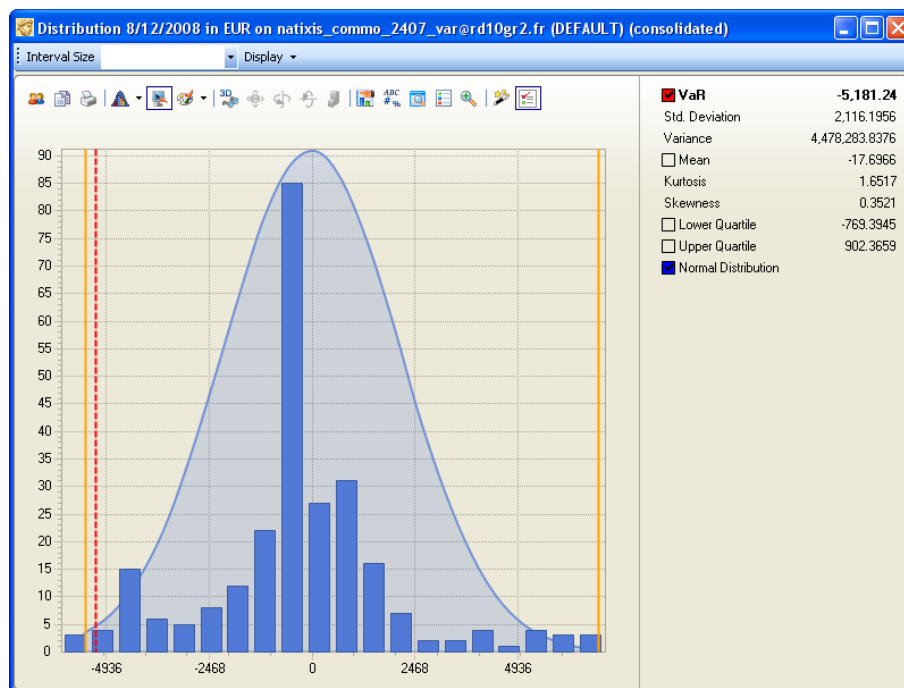 Distribution 8/12/2008 in EUR on natixis_commo_2407_var@rd10gr2.fr (DEFAULT) (consolidated)
Interval Size Display
3D ABC #%
VaR -5,181.24
Std. Deviation 2,116.1956
Variance 4,478,283.8376
Mean -17.6966
Kurtosis 1.6517
Skewness 0.3521
Lower Quartile -769.3945
Upper Quartile 902.3659
Normal Distribution
90
85
80
75
70
65
60
55
50
45
40
35
30
25
20
15
10
5
0
-4936 -2468 0 2468 4936